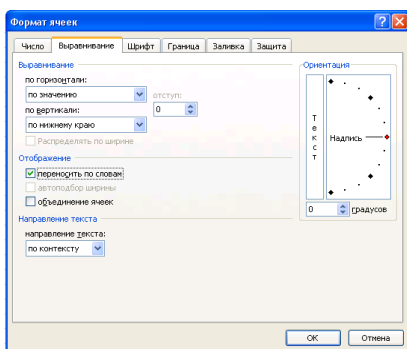 Формат ячеек
Число Выравнивание Шрифт Граница Заливка Защита
Выравнивание
по горизонтали:
по значению
отступ:
по вертикали:
0
по нижнему краю
Распределять по ширине
Отображение
переносить по словам
автоподбор ширины
объединение ячеек
Направление текста
направление текста:
по контексту
Ориентация
Текст
Надпись
0 градусов
ОК Отмена